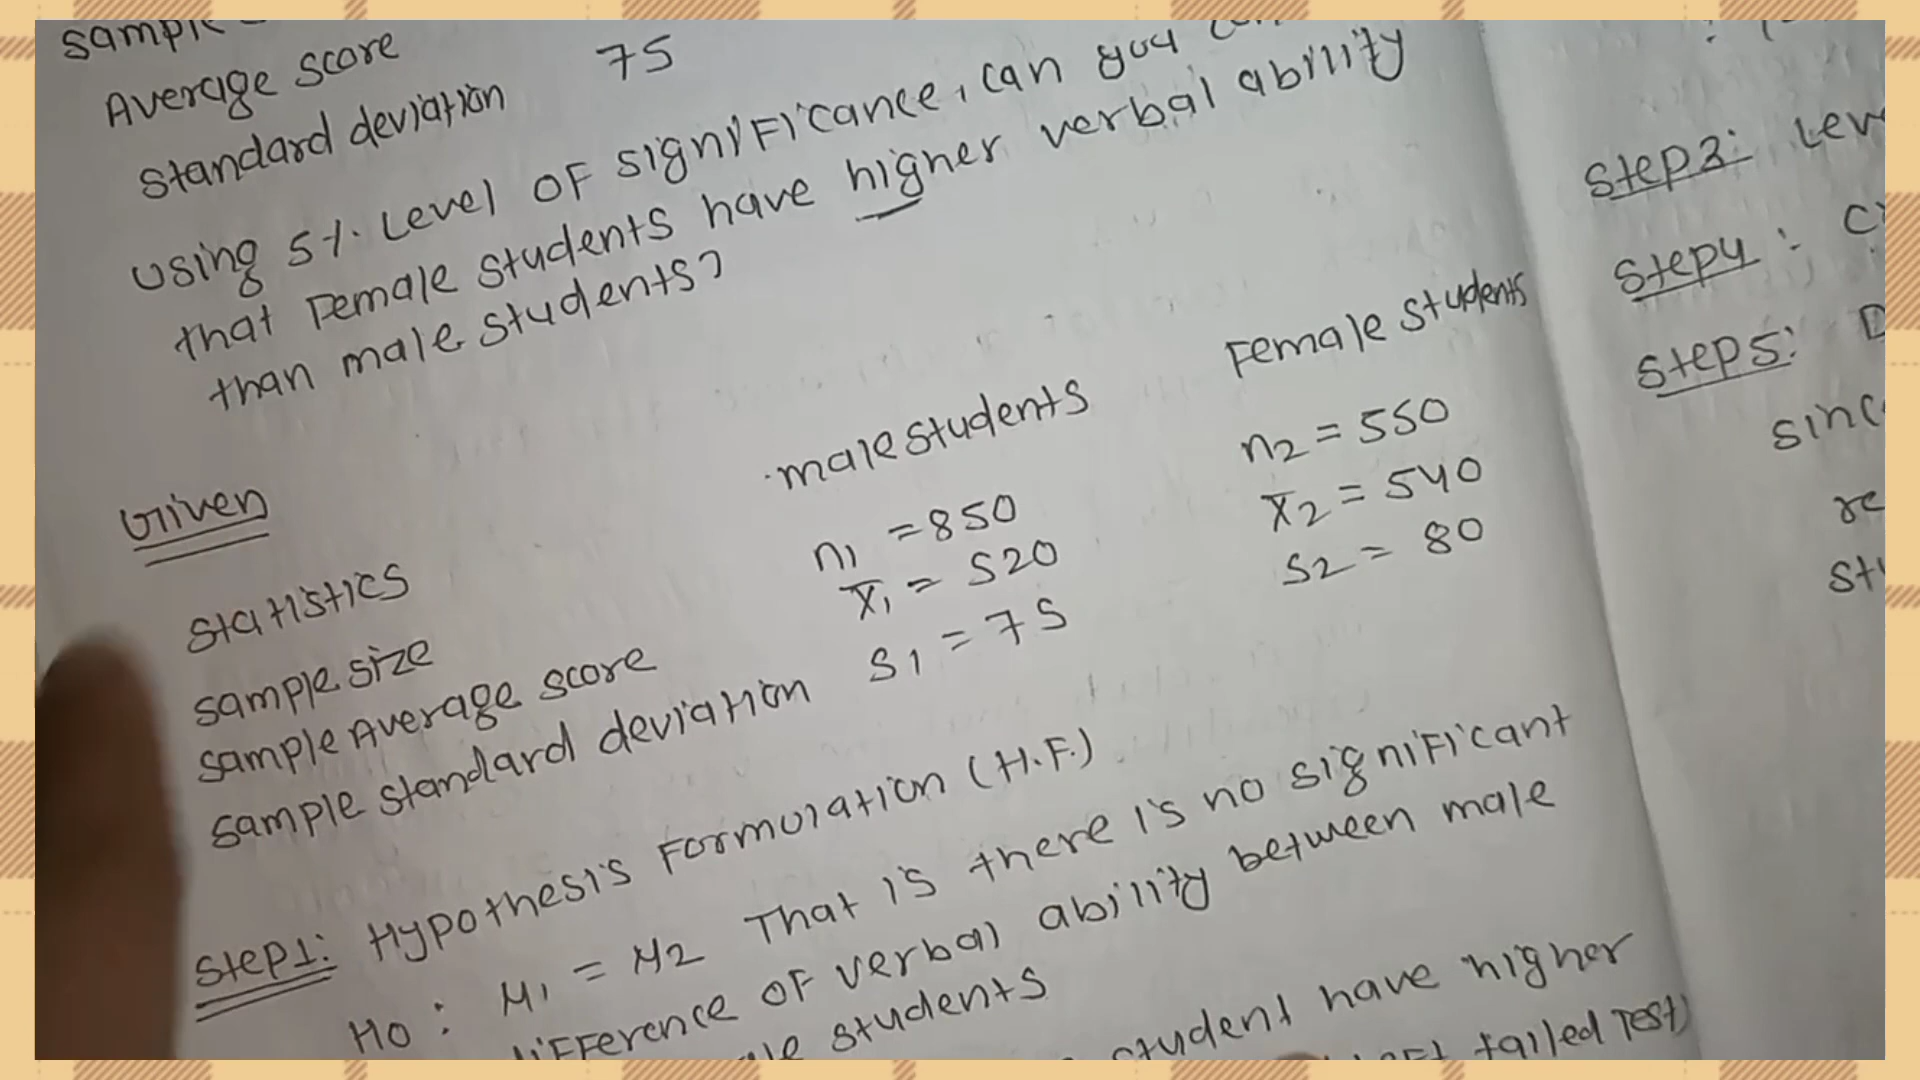 Average score
standard deviation 75
Using 5%. Level OF significance, can you
that Female students have higher verbal ability
than male students?
Given
male students Female students
statistics
sample size n1 = 850 n2 = 550
sample Average score x̄1 = 520 x̄2 = 540
sample standard deviation s1 = 75 s2 = 80
Step1: Hypothesis Formulation (H.F.)
H0 : M1 = M2 That is there is no significant
difference OF verbal ability between male
students
student have higher
tailed Test)
Step3:
Step4 :-
Step5: